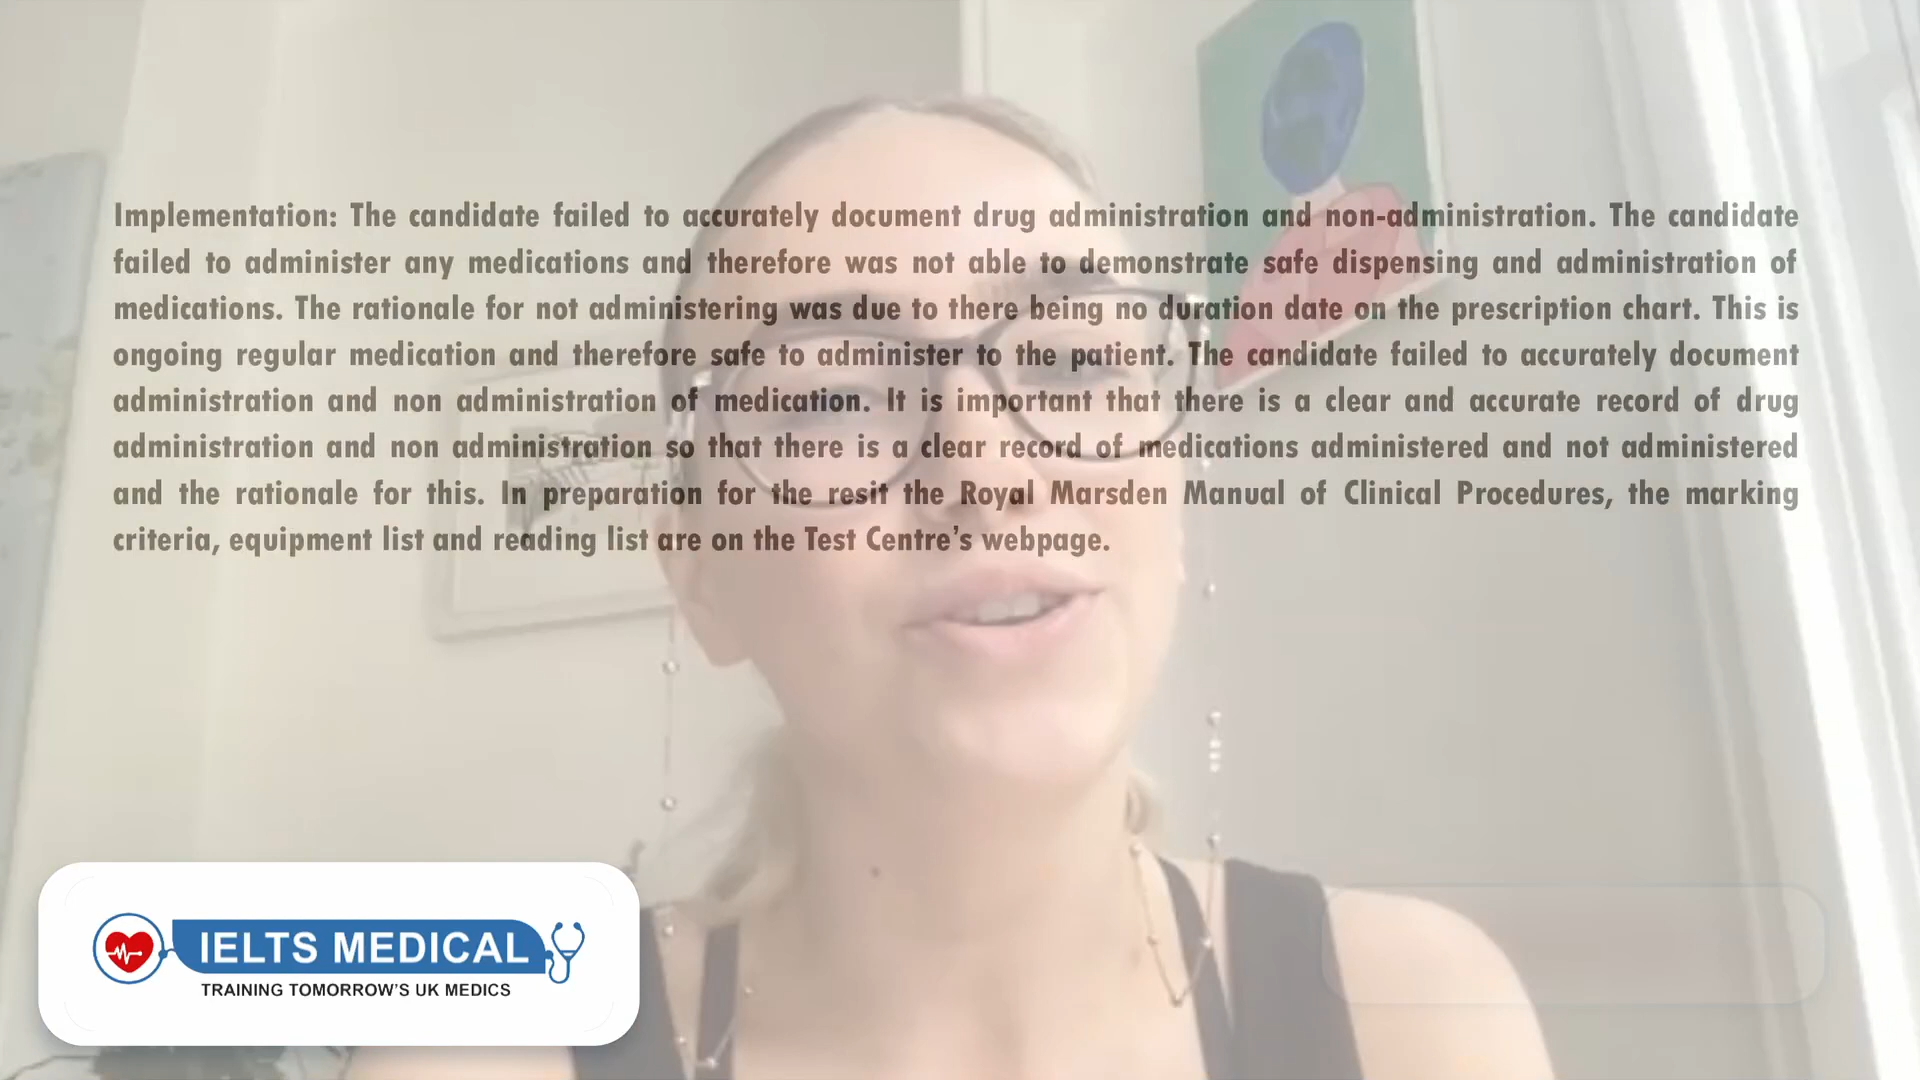 Implementation: The candidate failed to accurately document drug administration and non-administration. The candidate
failed to administer any medications and therefore was not able to demonstrate safe dispensing and administration of
medications. The rationale for not administering was due to there being no duration date on the prescription chart. This is
ongoing regular medication and therefore safe to administer to the patient. The candidate failed to accurately document
administration and non administration of medication. It is important that there is a clear and accurate record of drug
administration and non administration so that there is a clear record of medications administered and not administered
and the rationale for this. In preparation for the resit the Royal Marsden Manual of Clinical Procedures, the marking
criteria, equipment list and reading list are on the Test Centre’s webpage.
IELTS MEDICAL
TRAINING TOMORROW’S UK MEDICS